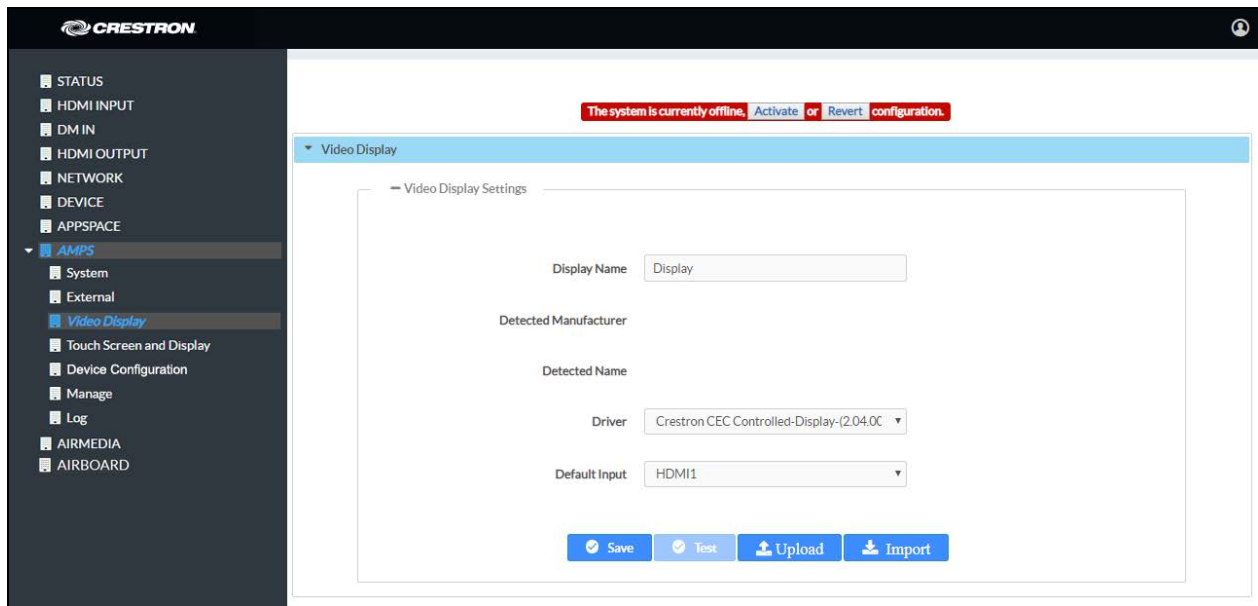 CRESTRON
STATUS
HDMI INPUT
DM IN
HDMI OUTPUT
NETWORK
DEVICE
APPSPACE
AMPS
System
External
Video Display
Touch Screen and Display
Device Configuration
Manage
Log
AIRMEDIA
AIRBOARD
The system is currently offline, Activate or Revert configuration.
Video Display
Video Display Settings
Display Name Display
Detected Manufacturer
Detected Name
Driver Crestron CEC Controlled-Display-(2.04.00
Default Input HDMI1
Save Test Upload Import